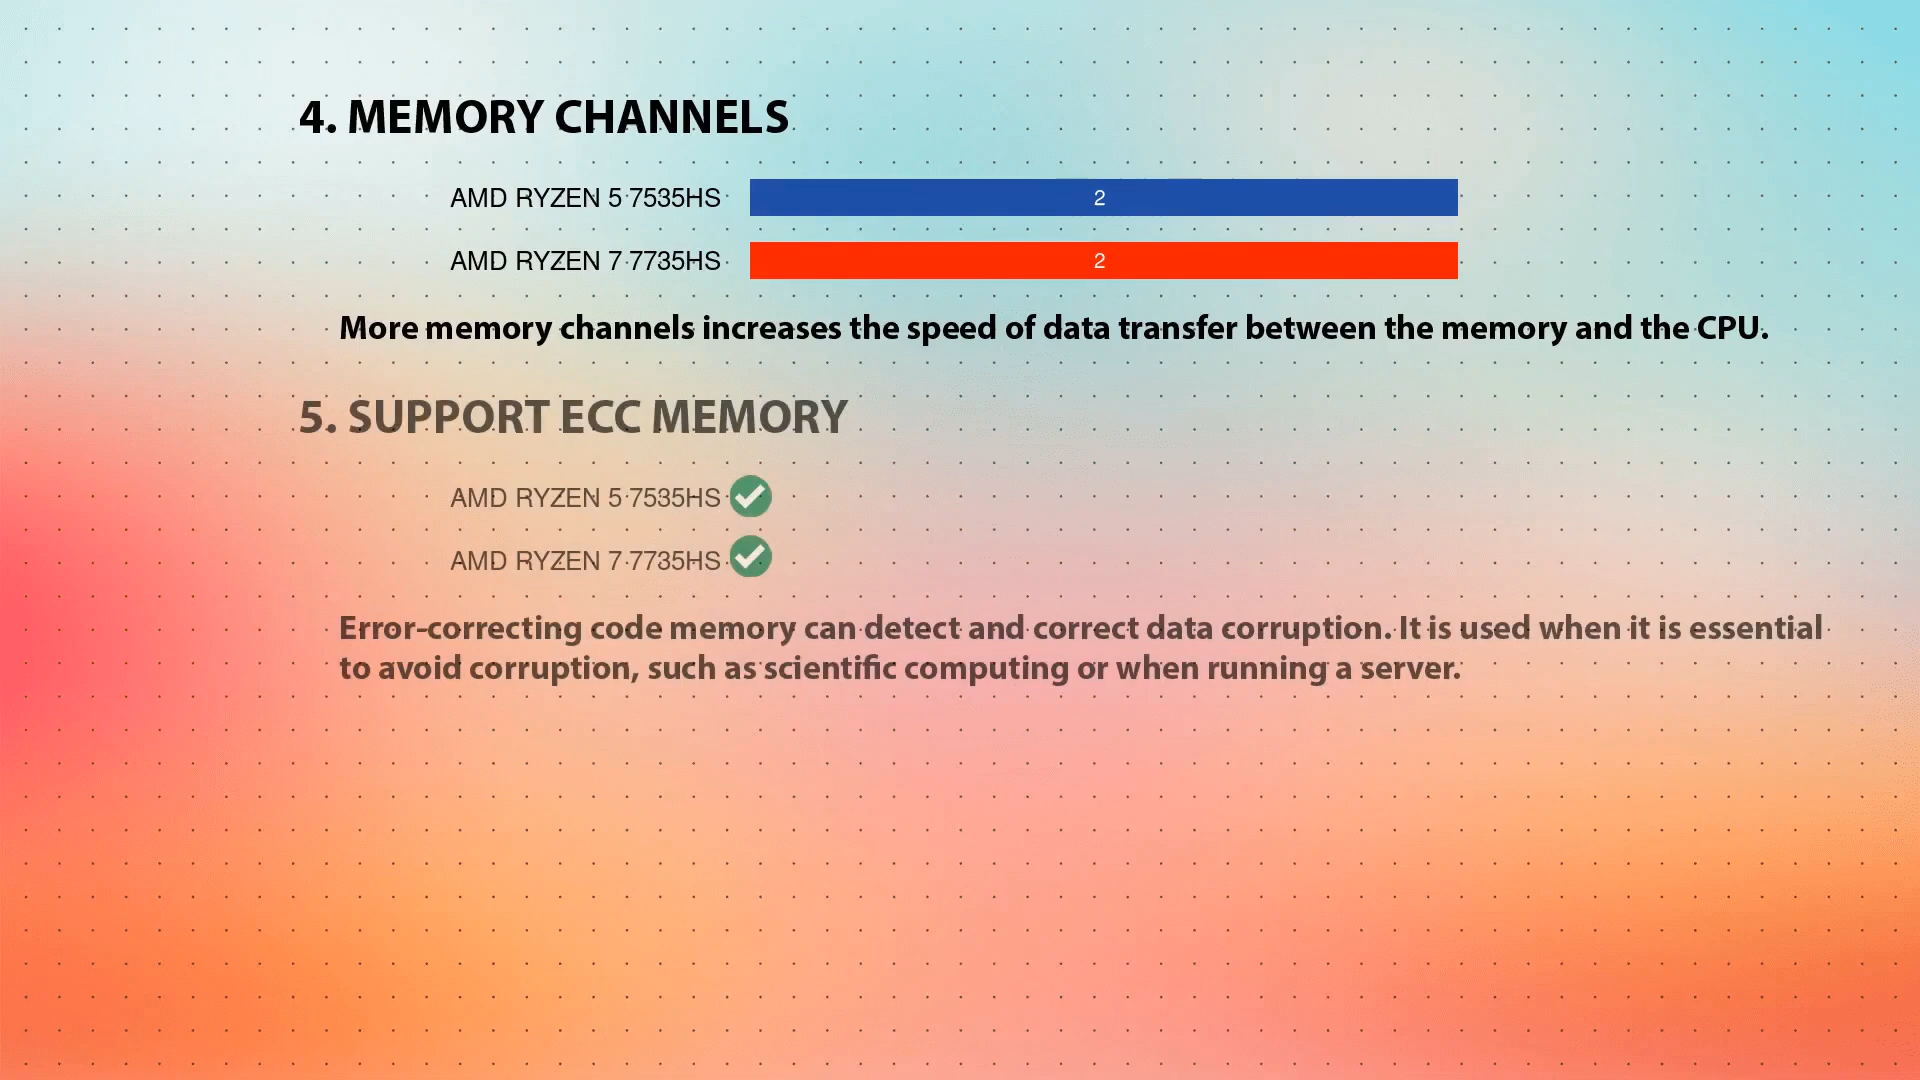 4. MEMORY CHANNELS
AMD RYZEN 5 7535HS
2
AMD RYZEN 7 7735HS
2
More memory channels increases the speed of data transfer between the memory and the CPU.
5. SUPPORT ECC MEMORY
AMD RYZEN 5 7535HS
AMD RYZEN 7 7735HS
Error-correcting code memory can detect and correct data corruption. It is used when it is essential
to avoid corruption, such as scientific computing or when running a server.